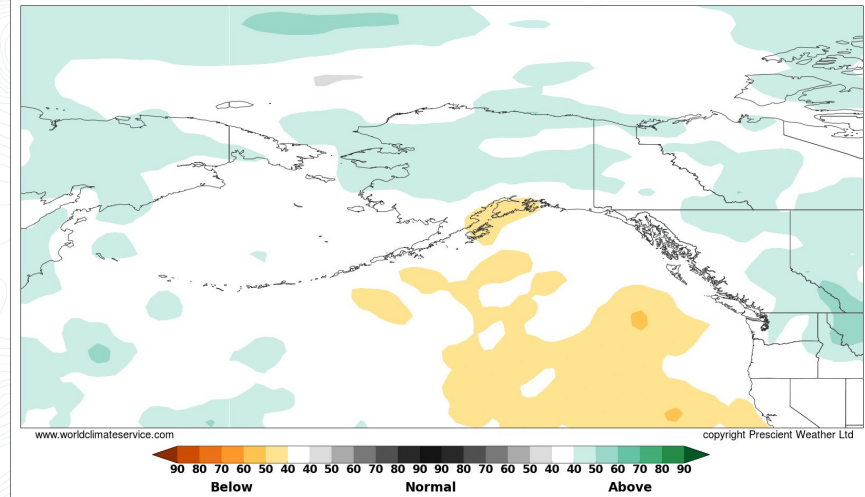 www.worldclimateservice.com copyright Prescient Weather Ltd
90 80 70 60 50 40 40 50 60 70 80 90 90 80 70 60 50 40 40 50 60 70 80 90
Below Normal Above